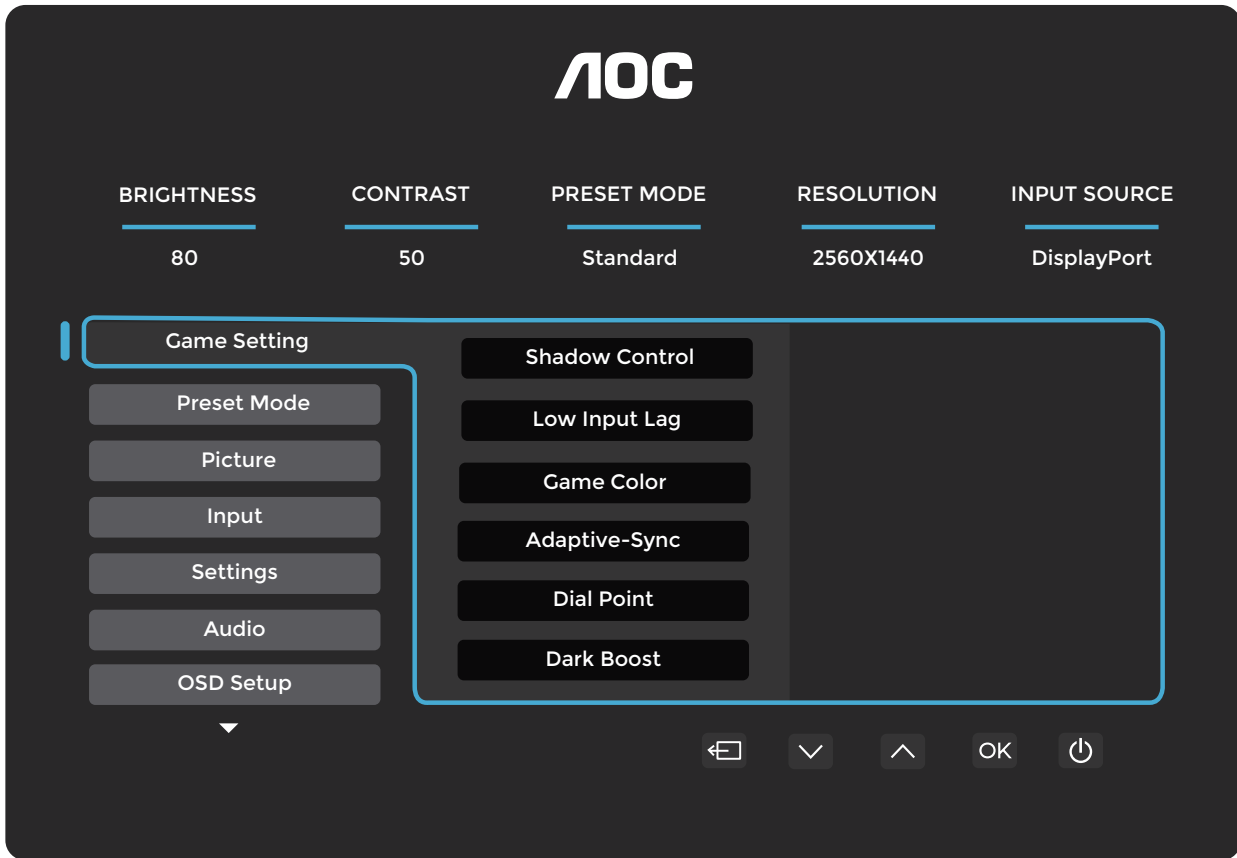 AOC
BRIGHTNESS CONTRAST PRESET MODE RESOLUTION INPUT SOURCE
80 50 Standard 2560X1440 DisplayPort
Game Setting
Preset Mode
Picture
Input
Settings
Audio
OSD Setup
Shadow Control
Low Input Lag
Game Color
Adaptive-Sync
Dial Point
Dark Boost
OK